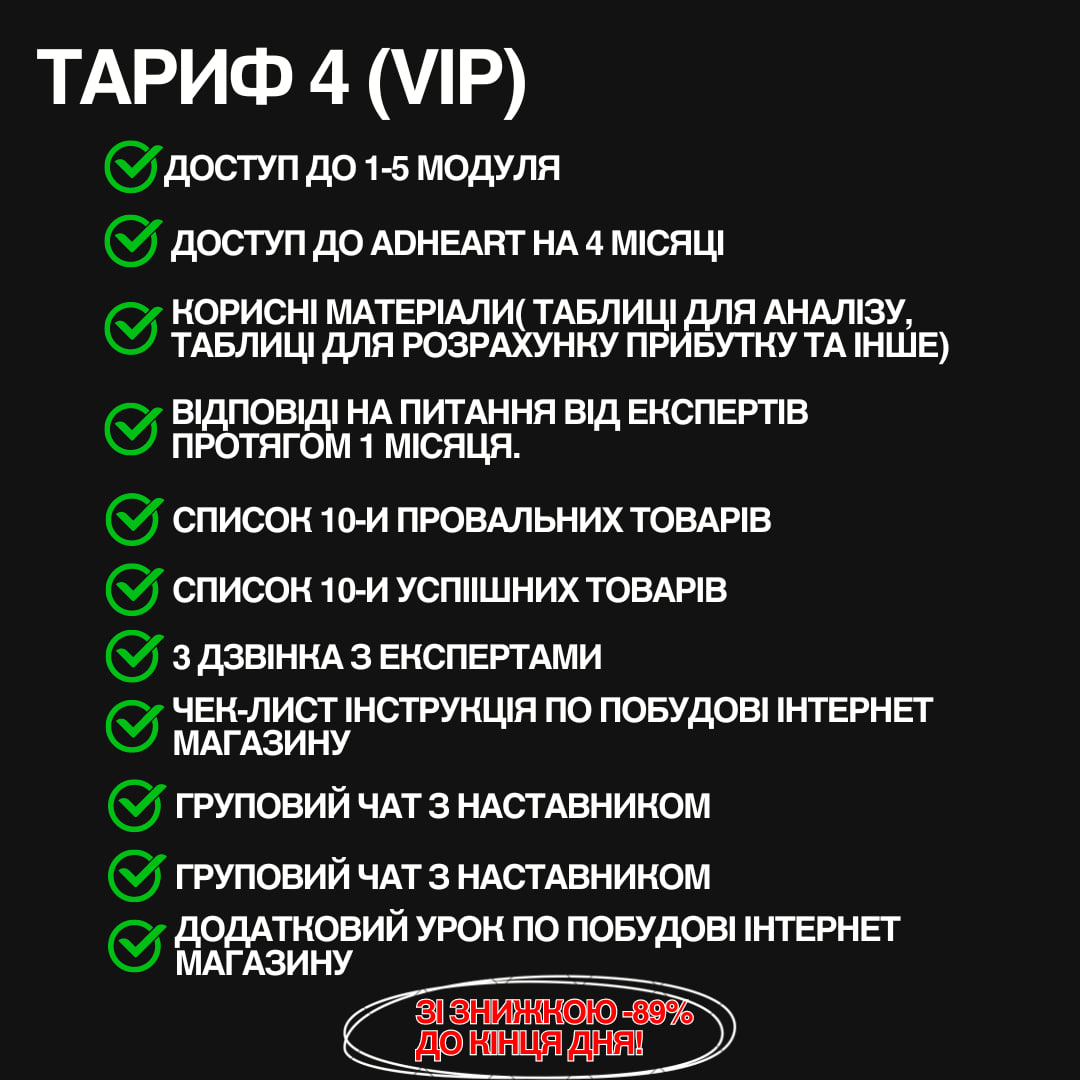 ТАРИФ 4 (VIP)
ДОСТУП ДО 1-5 МОДУЛЯ
ДОСТУП ДО ADHEART НА 4 МІСЯЦІ
КОРИСНІ МАТЕРІАЛИ( ТАБЛИЦІ ДЛЯ АНАЛІЗУ,
ТАБЛИЦІ ДЛЯ РОЗРАХУНКУ ПРИБУТКУ ТА ІНШЕ)
ВІДПОВІДІ НА ПИТАННЯ ВІД ЕКСПЕРТІВ
ПРОТЯГОМ 1 МІСЯЦЯ.
СПИСОК 10-И ПРОВАЛЬНИХ ТОВАРІВ
СПИСОК 10-И УСПІІШНИХ ТОВАРІВ
3 ДЗВІНКА З ЕКСПЕРТАМИ
ЧЕК-ЛИСТ ІНСТРУКЦІЯ ПО ПОБУДОВІ ІНТЕРНЕТ
МАГАЗИНУ
ГРУПОВИЙ ЧАТ З НАСТАВНИКОМ
ГРУПОВИЙ ЧАТ З НАСТАВНИКОМ
ДОДАТКОВИЙ УРОК ПО ПОБУДОВІ ІНТЕРНЕТ
МАГАЗИНУ
ЗІ ЗНИЖКОЮ -89%
ДО КІНЦЯ ДНЯ!